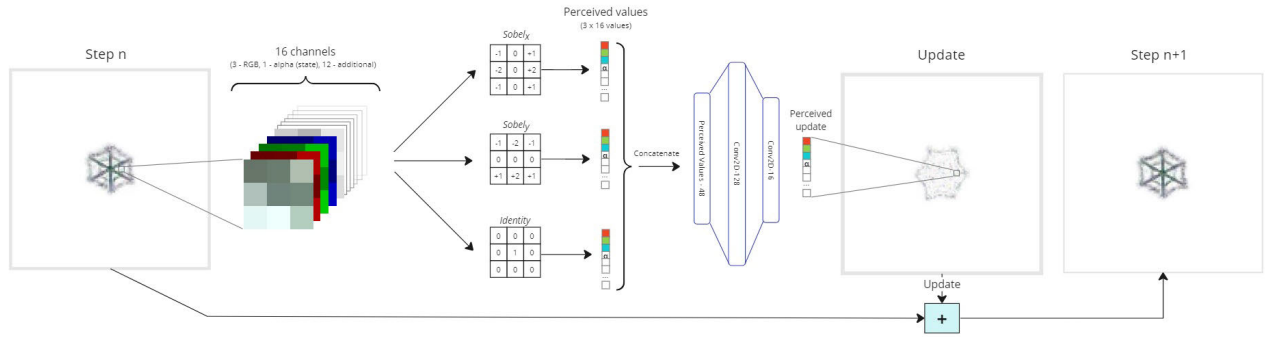 Step n
16 channels
(3 - RGB, 1 - alpha (state), 12 - additional)
Sobelx
-1 0 +1
-2 0 +2
-1 0 +1
Sobely
-1 -2 -1
0 0 0
+1 +2 +1
Identity
0 0 0
0 1 0
0 0 0
Perceived values
(3 x 16 values)
α
...
α
...
α
...
Concatenate
Perceived Values - 48
Conv2D-128
Conv2D-16
Perceived
update
α
...
Update
Update
+
Step n+1